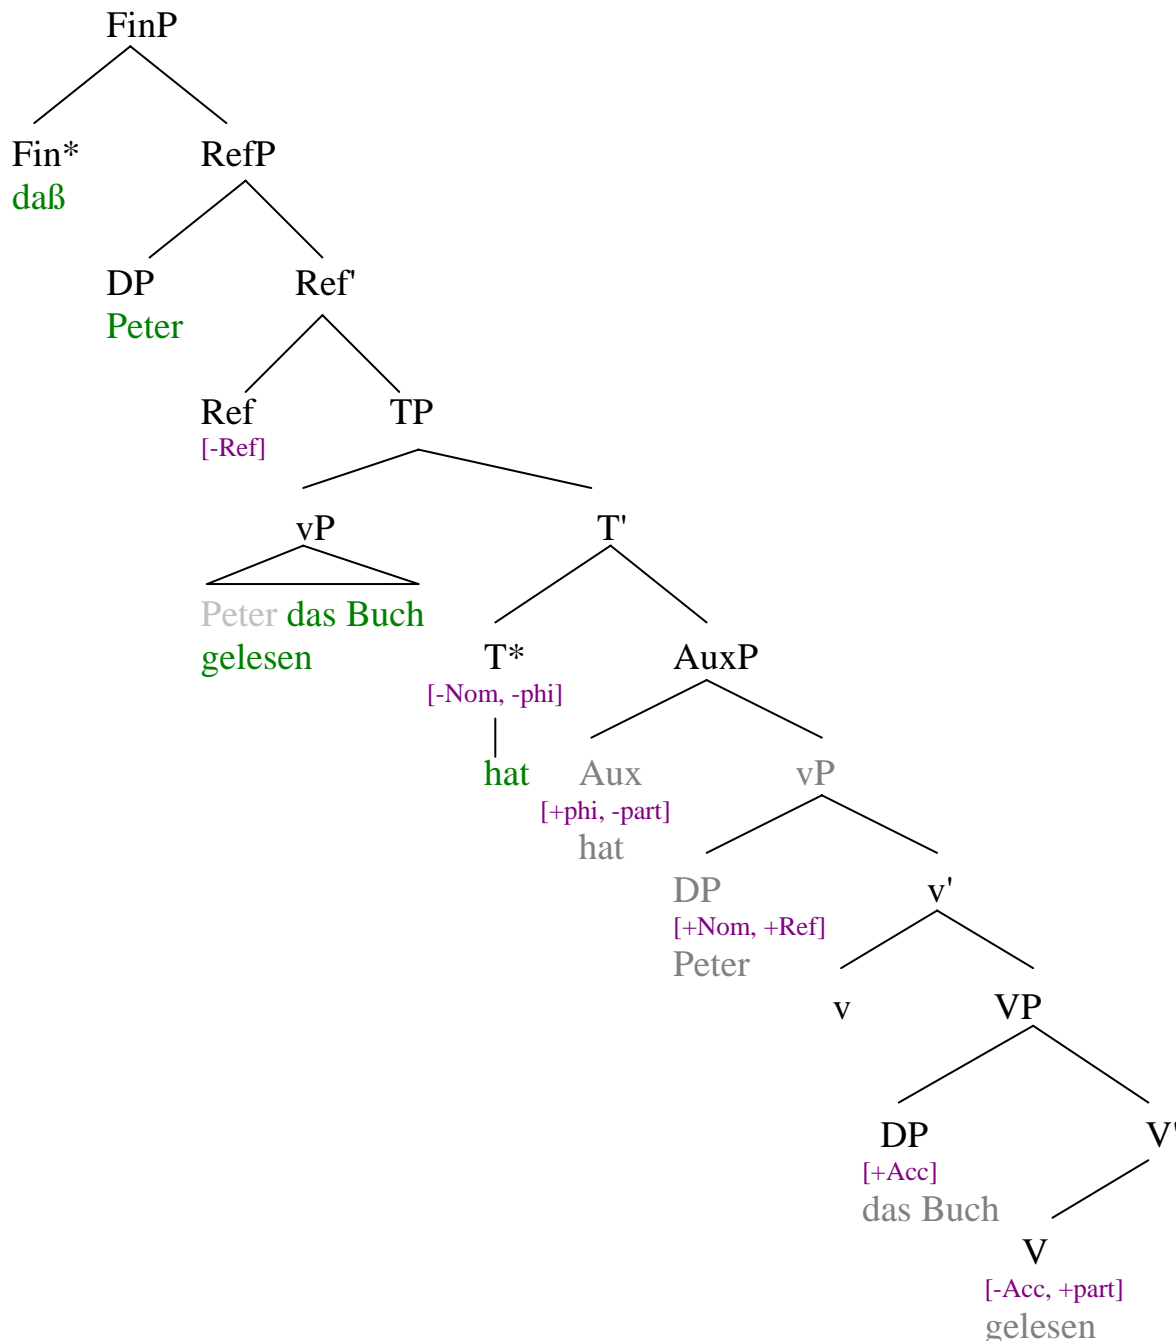 FinP
Fin* RefP
daß
DP Ref'
Peter
Ref TP
[-Ref]
vP T'
Peter das Buch
gelesen
T* AuxP
[-Nom, -phi]
hat Aux vP
[+phi, -part]
hat
DP v'
[+Nom, +Ref]
Peter
v VP
DP V'
[+Acc]
das Buch
V
[-Acc, +part]
gelesen